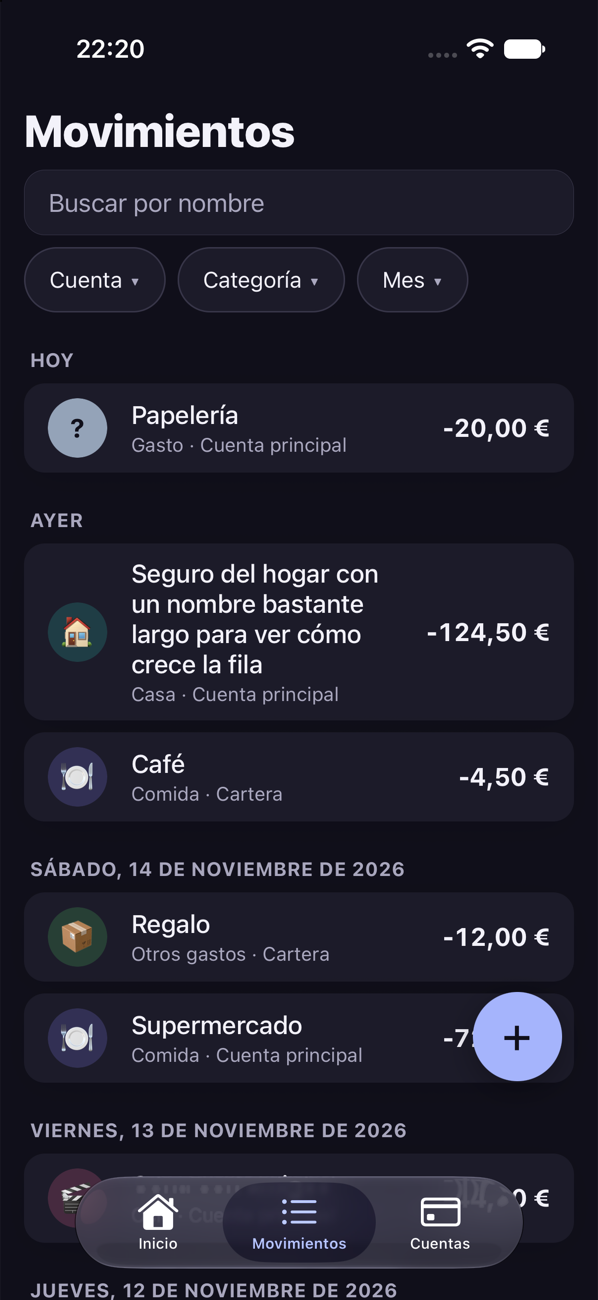 22:20
Movimientos
Buscar por nombre
Cuenta ▾
Categoría ▾
Mes ▾
HOY
?
Papelería
-20,00 €
Gasto · Cuenta principal
AYER
Seguro del hogar con
un nombre bastante
largo para ver cómo
crece la fila
-124,50 €
Casa · Cuenta principal
Café
-4,50 €
Comida · Cartera
SÁBADO, 14 DE NOVIEMBRE DE 2026
Regalo
-12,00 €
Otros gastos · Cartera
Supermercado
+
Comida · Cuenta principal
VIERNES, 13 DE NOVIEMBRE DE 2026
€
Inicio
Movimientos
Cuentas
JUEVES, 12 DE NOVIEMBRE DE 2026